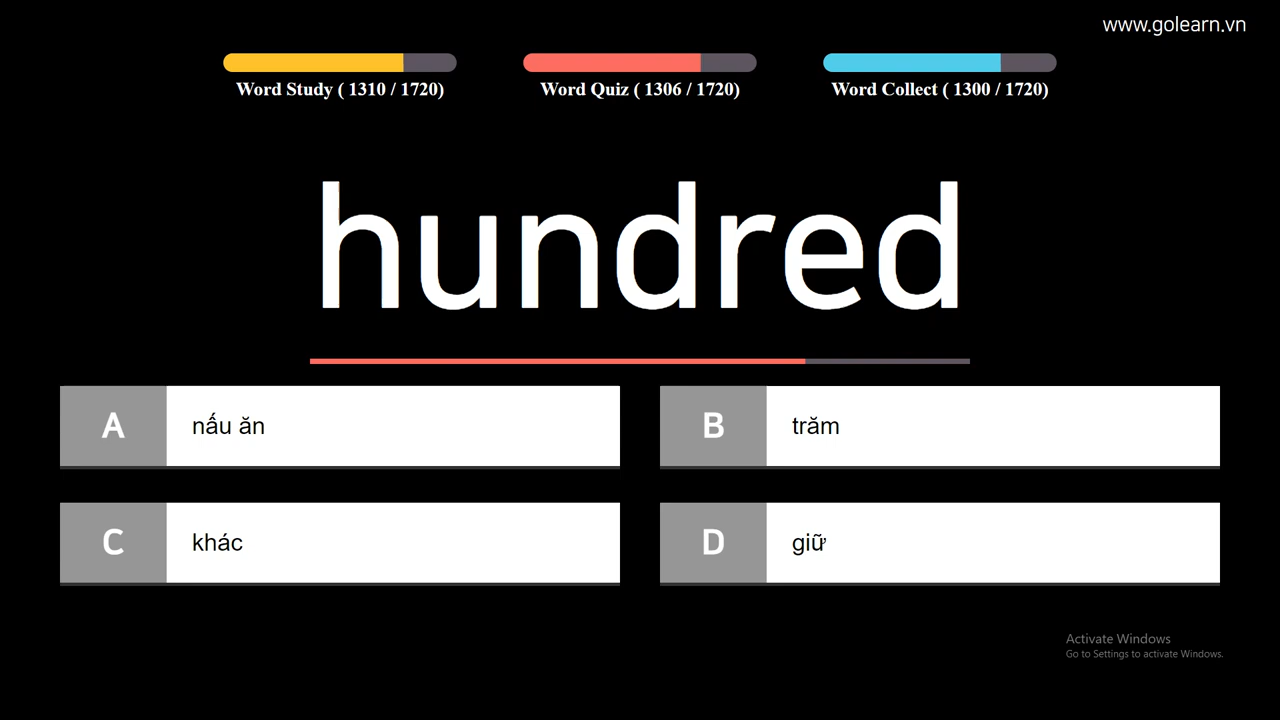 www.golearn.vn
Word Study ( 1310 / 1720)
Word Quiz ( 1306 / 1720)
Word Collect ( 1300 / 1720)
hundred
A nấu ăn
B trăm
C khác
D giữ
Activate Windows
Go to Settings to activate Windows.